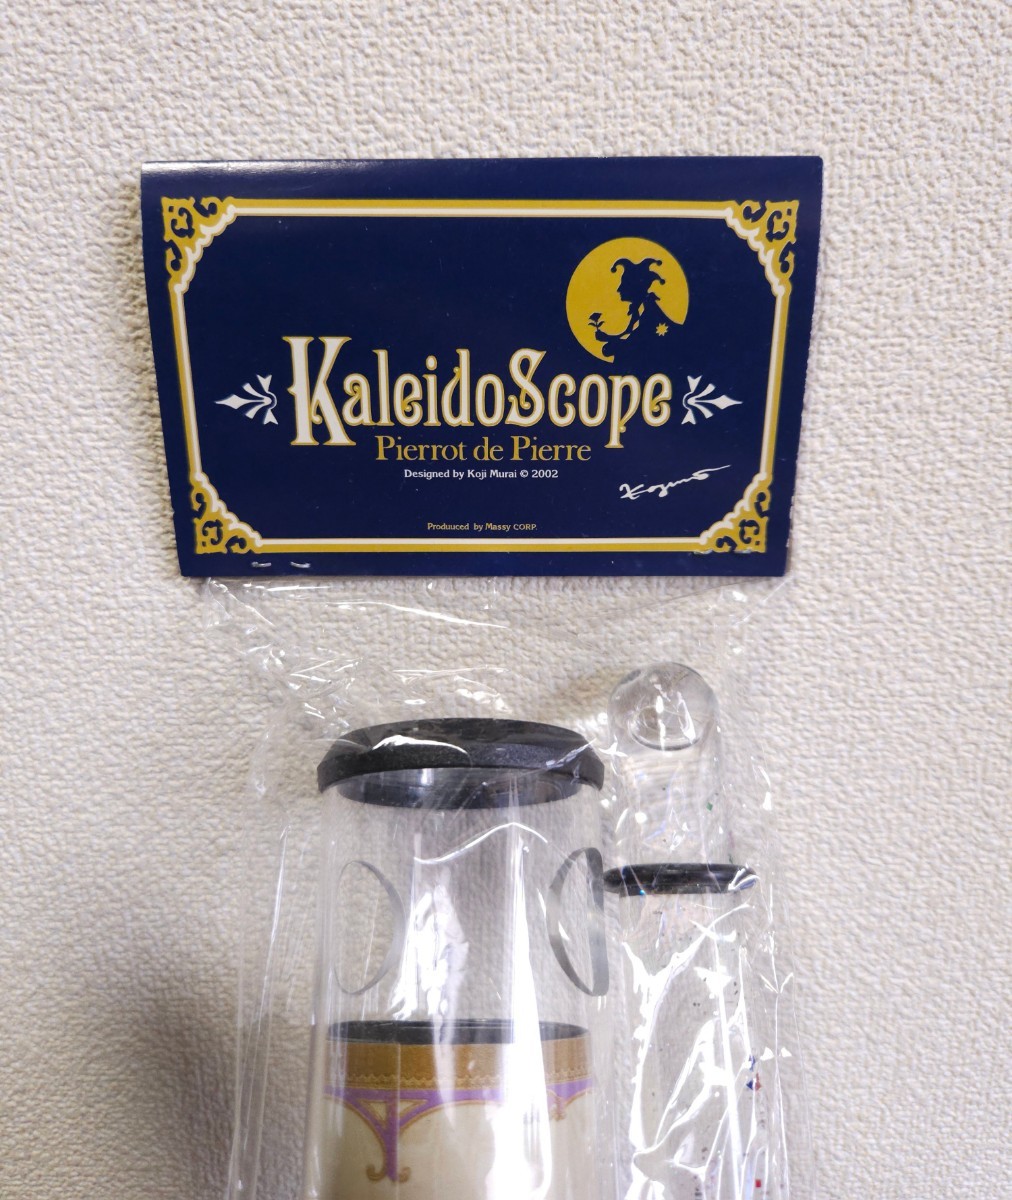 KaleidoScope
Pierrot de Pierre
Designed by Koji Murai © 2002
Produuced by Massy CORP.